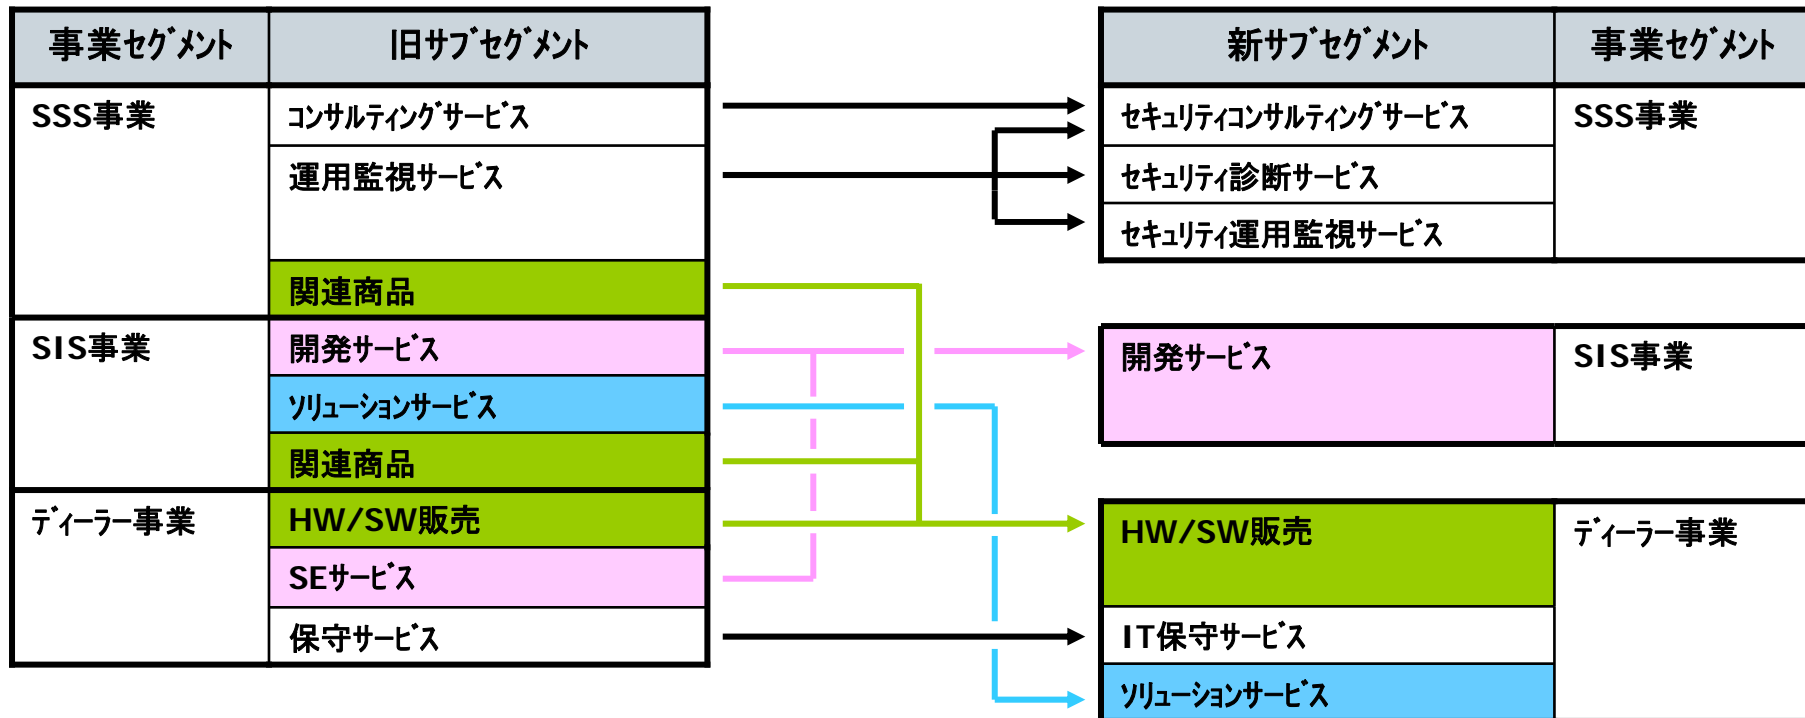 事業セグメント 旧サブセグメント
SSS事業 コンサルティングサービス
運用監視サービス
関連商品
SIS事業 開発サービス
ソリューションサービス
関連商品
ディーラー事業 HW/SW販売
SEサービス
保守サービス
新サブセグメント 事業セグメント
セキュリティコンサルティングサービス SSS事業
セキュリティ診断サービス
セキュリティ運用監視サービス
開発サービス SIS事業
HW/SW販売 ディーラー事業
IT保守サービス
ソリューションサービス